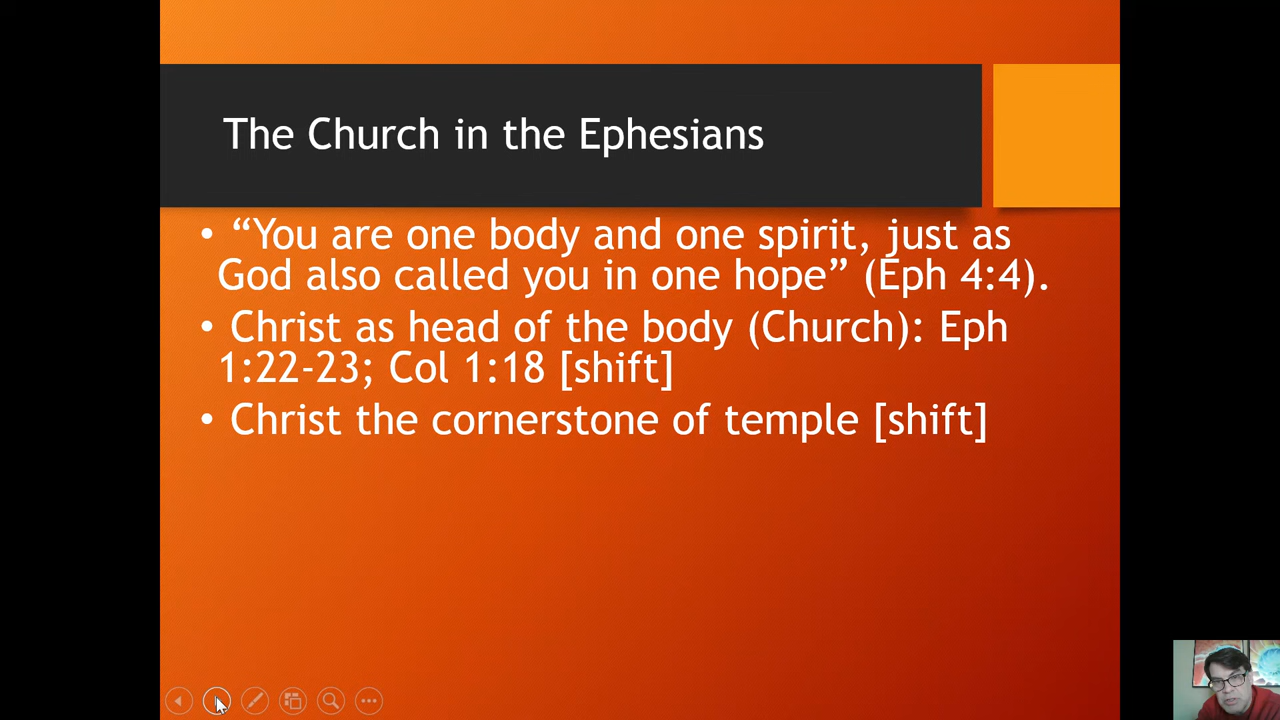 The Church in the Ephesians
• “You are one body and one spirit, just as
God also called you in one hope” (Eph 4:4).
• Christ as head of the body (Church): Eph
1:22-23; Col 1:18 [shift]
• Christ the cornerstone of temple [shift]